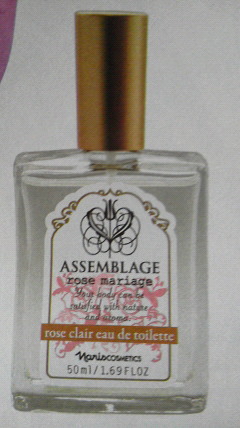 ASSEMBLAGE
rose mariage
Your body can be
satisfied with nature
and aroma.
rose clair eau de toilette
Naris COSMETICS
50ml/1.69FLOZ